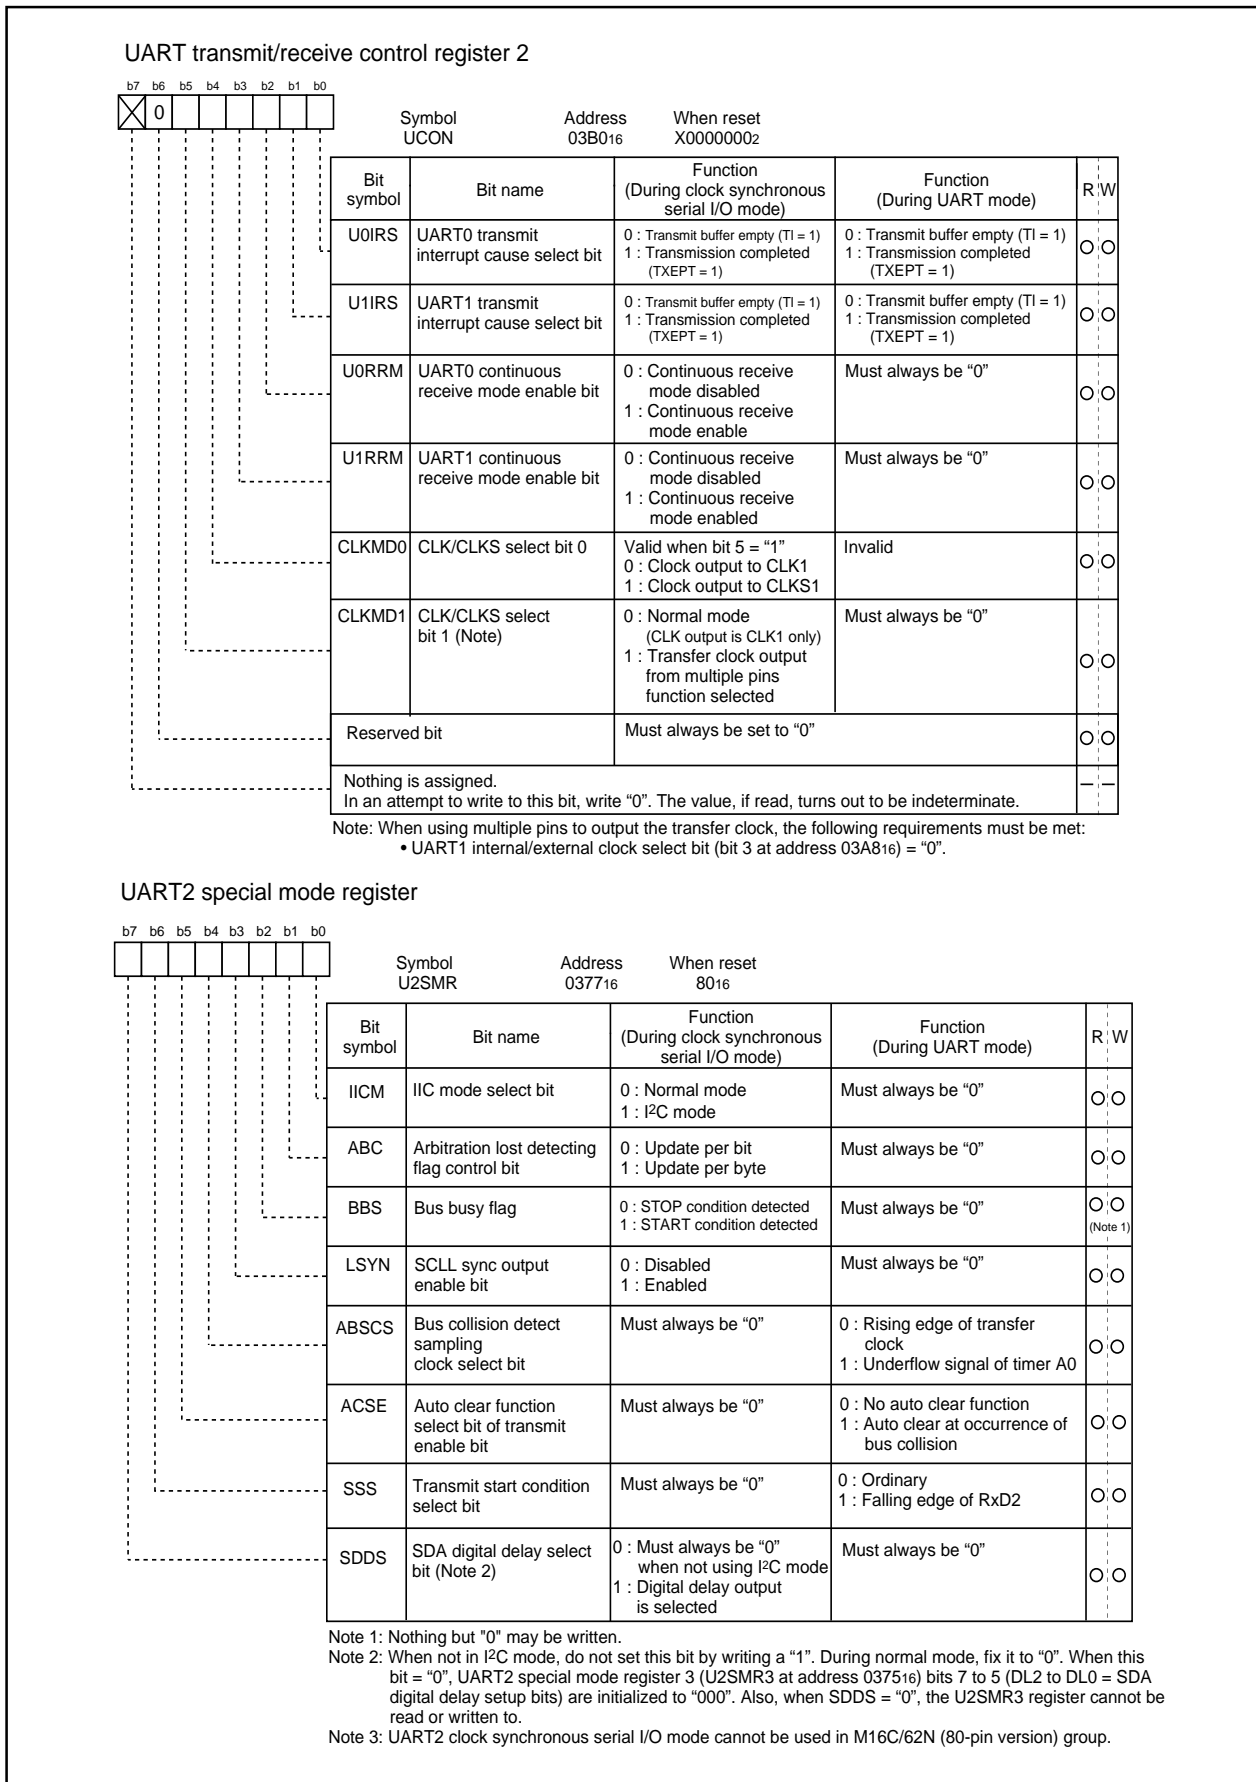 UART transmit/receive control register 2
b7 b6 b5 b4 b3 b2 b1 b0
0
Symbol Address When reset
UCON 03B016 X00000002
Bit symbol Bit name Function (During clock synchronous serial I/O mode) Function (During UART mode) R W
U0IRS UART0 transmit interrupt cause select bit
0 : Transmit buffer empty (TI = 1)
1 : Transmission completed
(TXEPT = 1)
0 : Transmit buffer empty (TI = 1)
1 : Transmission completed
(TXEPT = 1)
U1IRS UART1 transmit interrupt cause select bit
0 : Transmit buffer empty (TI = 1)
1 : Transmission completed
(TXEPT = 1)
0 : Transmit buffer empty (TI = 1)
1 : Transmission completed
(TXEPT = 1)
U0RRM UART0 continuous receive mode enable bit
0 : Continuous receive
mode disabled
1 : Continuous receive
mode enable
Must always be “0”
U1RRM UART1 continuous receive mode enable bit
0 : Continuous receive
mode disabled
1 : Continuous receive
mode enabled
Must always be “0”
CLKMD0 CLK/CLKS select bit 0
Valid when bit 5 = “1”
0 : Clock output to CLK1
1 : Clock output to CLKS1
Invalid
CLKMD1 CLK/CLKS select bit 1 (Note)
0 : Normal mode
(CLK output is CLK1 only)
1 : Transfer clock output
from multiple pins
function selected
Must always be “0”
Reserved bit Must always be set to “0”
Nothing is assigned.
In an attempt to write to this bit, write “0”. The value, if read, turns out to be indeterminate.
Note: When using multiple pins to output the transfer clock, the following requirements must be met:
• UART1 internal/external clock select bit (bit 3 at address 03A816) = “0”.
UART2 special mode register
b7 b6 b5 b4 b3 b2 b1 b0
Symbol Address When reset
U2SMR 037716 8016
Bit symbol Bit name Function (During clock synchronous serial I/O mode) Function (During UART mode) R W
IICM IIC mode select bit
0 : Normal mode
1 : I2C mode
Must always be “0”
ABC Arbitration lost detecting flag control bit
0 : Update per bit
1 : Update per byte
Must always be “0”
BBS Bus busy flag
0 : STOP condition detected
1 : START condition detected
Must always be “0”
(Note 1)
LSYN SCLL sync output enable bit
0 : Disabled
1 : Enabled
Must always be “0”
ABSCS Bus collision detect sampling clock select bit
Must always be “0”
0 : Rising edge of transfer
clock
1 : Underflow signal of timer A0
ACSE Auto clear function select bit of transmit enable bit
Must always be “0”
0 : No auto clear function
1 : Auto clear at occurrence of
bus collision
SSS Transmit start condition select bit
Must always be “0”
0 : Ordinary
1 : Falling edge of RxD2
SDDS SDA digital delay select bit (Note 2)
0 : Must always be “0”
when not using I2C mode
1 : Digital delay output
is selected
Must always be “0”
Note 1: Nothing but "0" may be written.
Note 2: When not in I2C mode, do not set this bit by writing a “1”. During normal mode, fix it to “0”. When this
bit = “0”, UART2 special mode register 3 (U2SMR3 at address 037516) bits 7 to 5 (DL2 to DL0 = SDA
digital delay setup bits) are initialized to “000”. Also, when SDDS = “0”, the U2SMR3 register cannot be
read or written to.
Note 3: UART2 clock synchronous serial I/O mode cannot be used in M16C/62N (80-pin version) group.